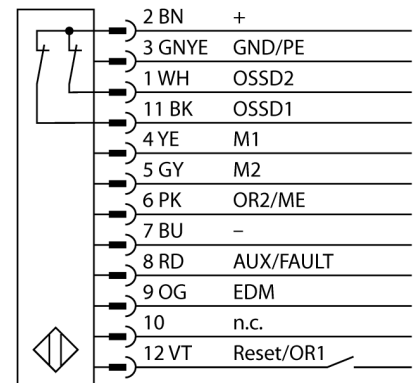 2 BN +
3 GNYE GND/PE
1 WH OSSD2
11 BK OSSD1
4 YE M1
5 GY M2
6 PK OR2/ME
7 BU –
8 RD AUX/FAULT
9 OG EDM
10 n.c.
12 VT Reset/OR1